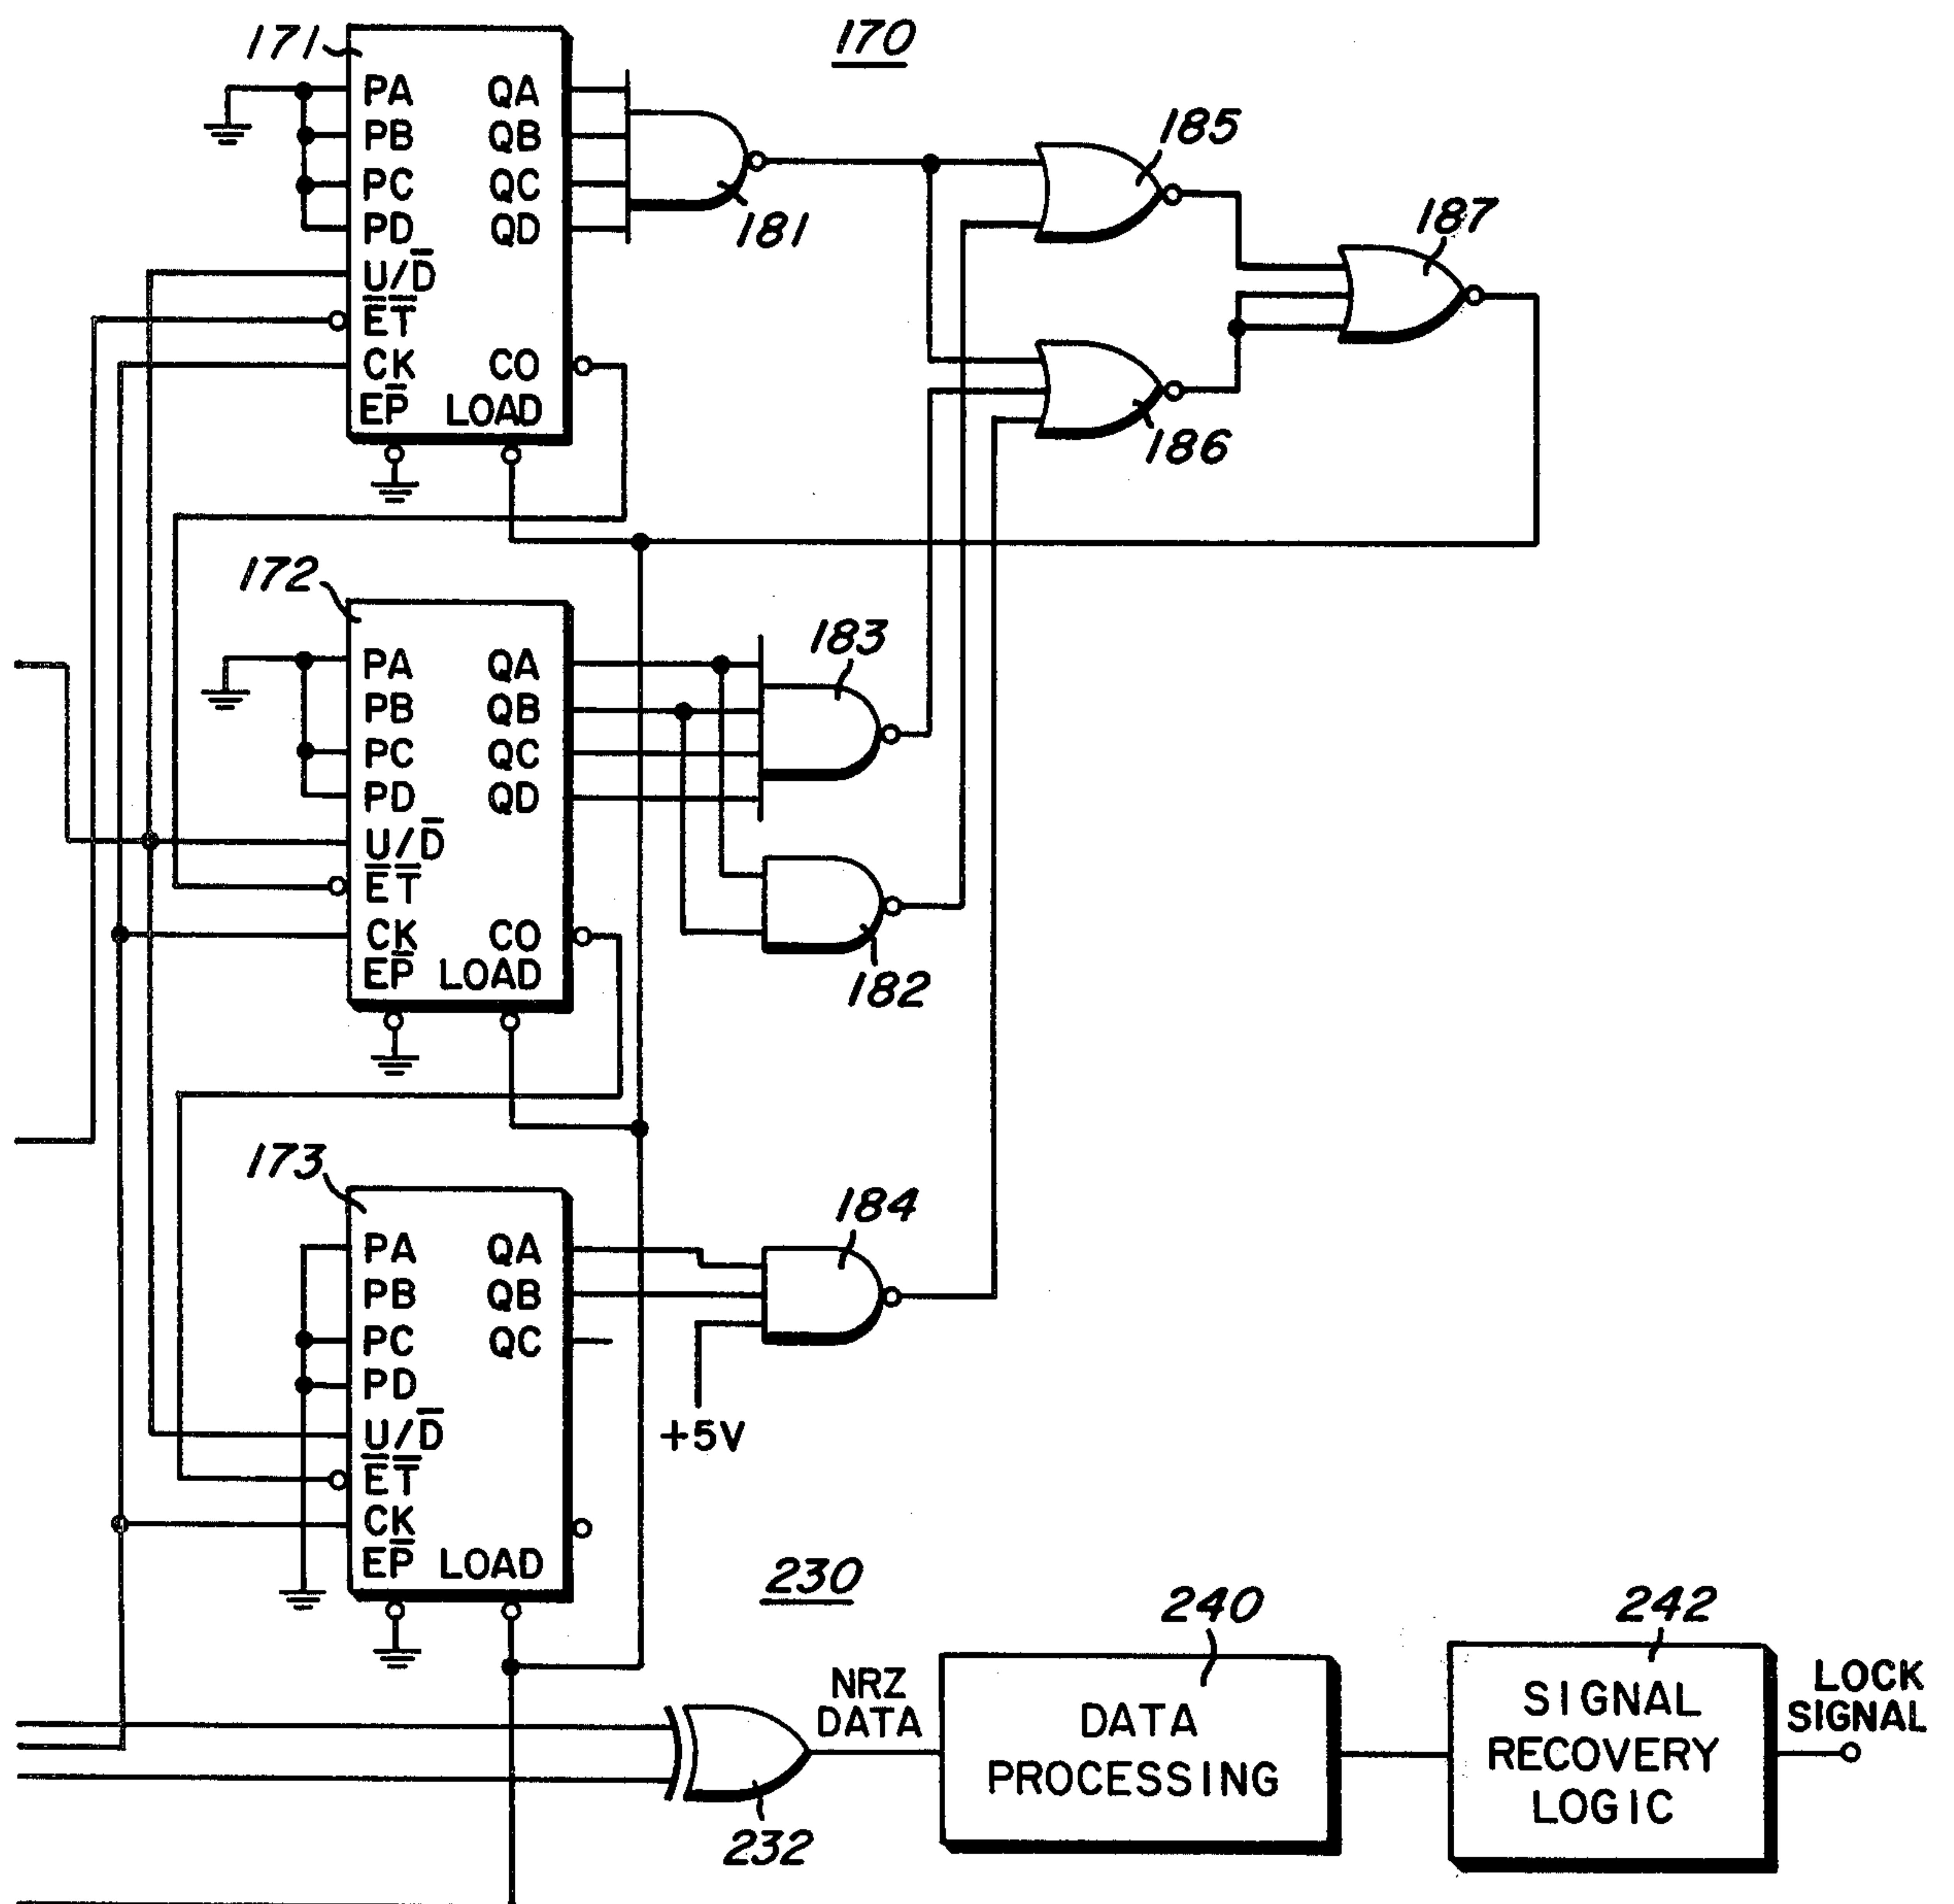 170
171
PA QA
PB QB
PC QC
PD QD
U/D̅
E̅T̅
CK CO
EP̅ LOAD
181
185
186
187
172
PA QA
PB QB
PC QC
PD QD
U/D̅
E̅T̅
CK CO
EP̅ LOAD
183
182
173
PA QA
PB QB
PC QC
PD
U/D̅
E̅T̅
CK
EP̅ LOAD
184
+5V
230
232
NRZ
DATA
240
DATA
PROCESSING
242
SIGNAL
RECOVERY
LOGIC
LOCK
SIGNAL